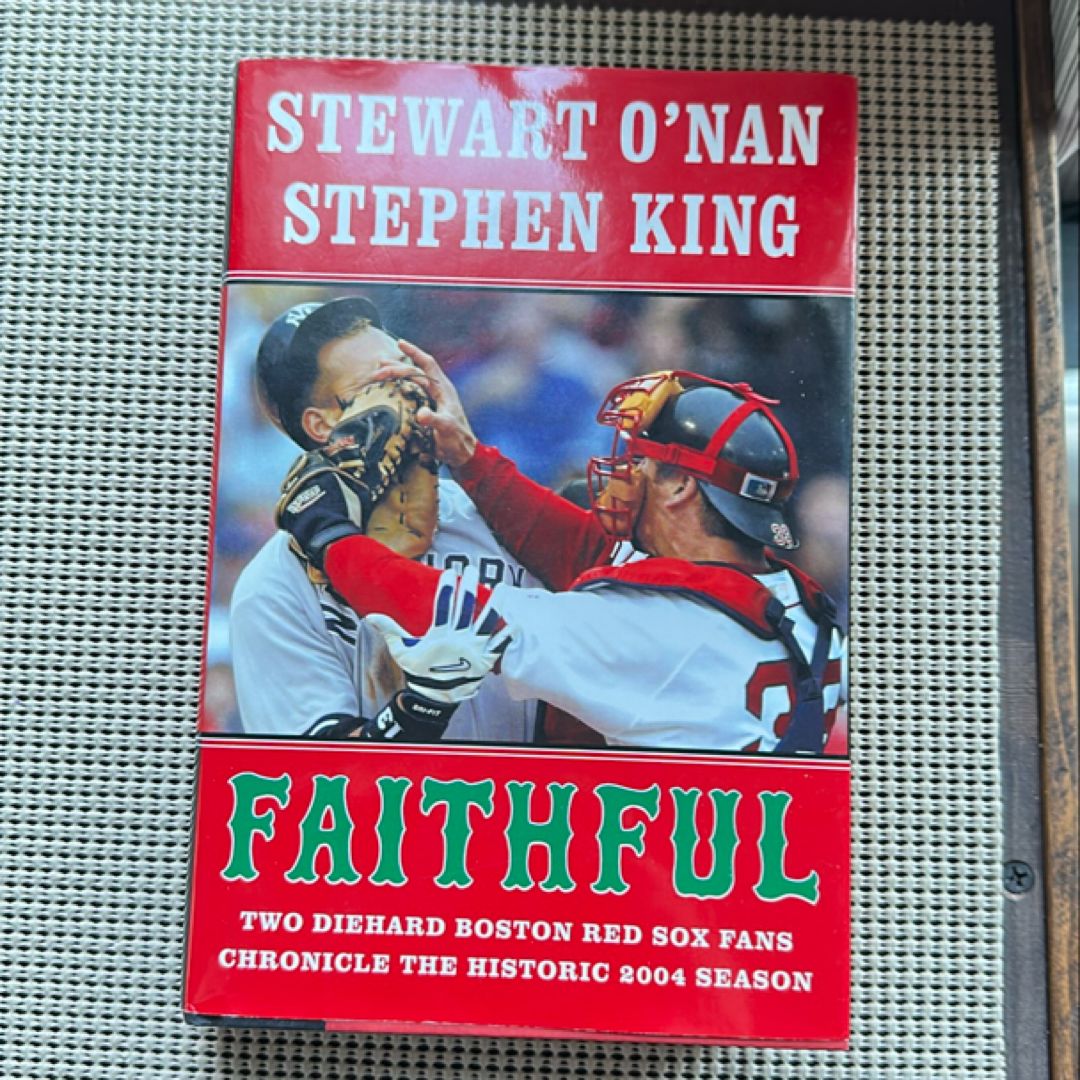 STEWART O'NAN
STEPHEN KING
FAITHFUL
TWO DIEHARD BOSTON RED SOX FANS
CHRONICLE THE HISTORIC 2004 SEASON